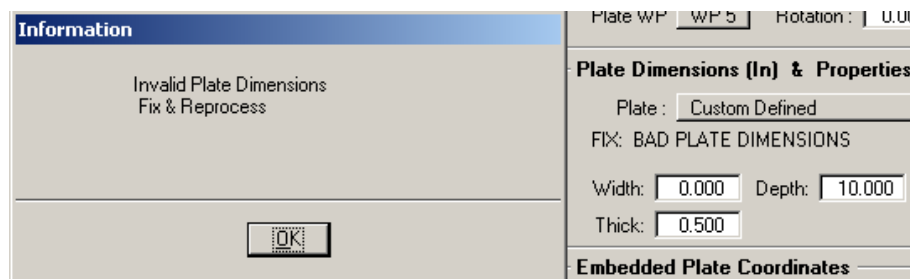 Information
Invalid Plate Dimensions
Fix & Reprocess
OK
Plate WP WP 5 Rotation :
Plate Dimensions (In) & Properties
Plate : Custom Defined
FIX: BAD PLATE DIMENSIONS
Width: 0.000 Depth: 10.000
Thick: 0.500
Embedded Plate Coordinates